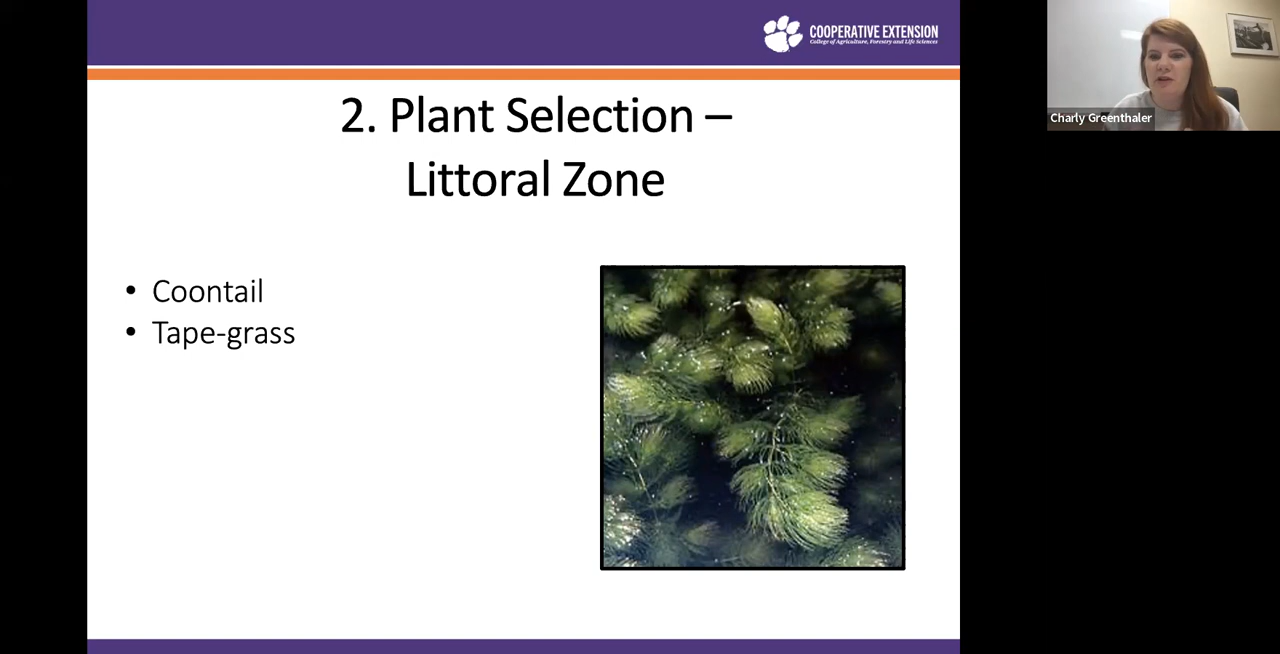 COOPERATIVE EXTENSION
College of Agriculture, Forestry and Life Sciences
Charly Greenthaler
2. Plant Selection –
Littoral Zone
• Coontail
• Tape-grass